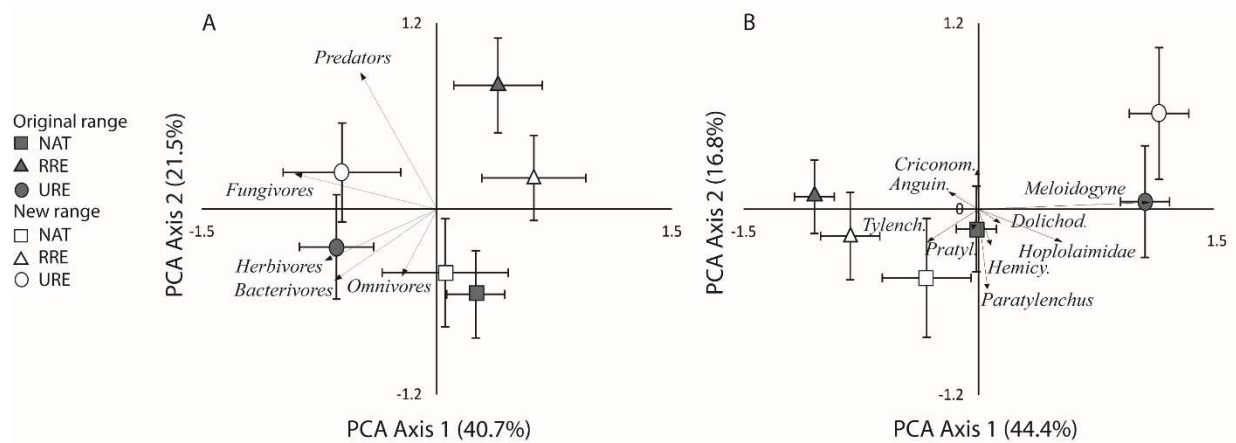 Original range
NAT
RRE
URE
New range
NAT
RRE
URE
A
1.2
-1.2
-1.5
1.5
PCA Axis 2 (21.5%)
PCA Axis 1 (40.7%)
Predators
Fungivores
Herbivores
Bacterivores
Omnivores
B
1.2
0
-1.2
-1.5
1.5
PCA Axis 2 (16.8%)
PCA Axis 1 (44.4%)
Criconom.
Anguin.
Meloidogyne
Tylench.
Dolichod.
Pratyl.
Hoplolaimidae
Hemicy.
Paratylenchus